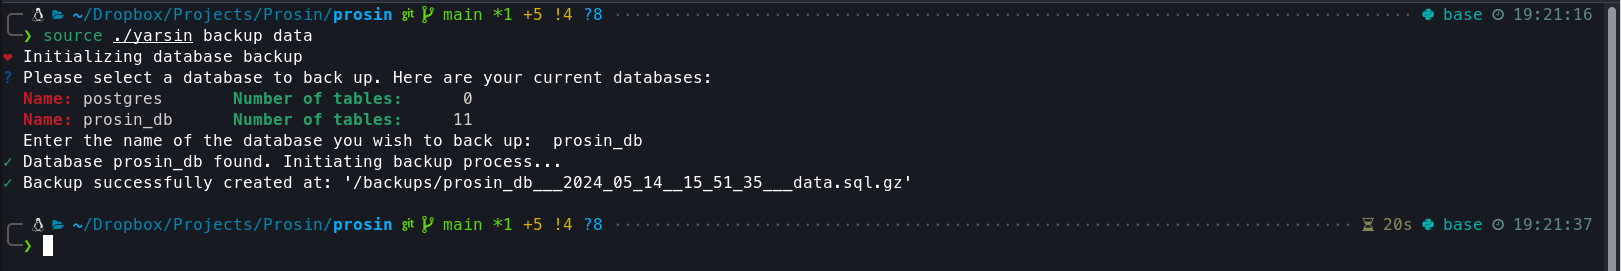 ~/Dropbox/Projects/Prosin/prosin git main *1 +5 !4 ?8 base 19:21:16
❯ source ./yarsin backup data
❤ Initializing database backup
? Please select a database to back up. Here are your current databases:
Name: postgres Number of tables: 0
Name: prosin_db Number of tables: 11
Enter the name of the database you wish to back up: prosin_db
✓ Database prosin_db found. Initiating backup process...
✓ Backup successfully created at: '/backups/prosin_db___2024_05_14__15_51_35___data.sql.gz'
~/Dropbox/Projects/Prosin/prosin git main *1 +5 !4 ?8 20s base 19:21:37
❯